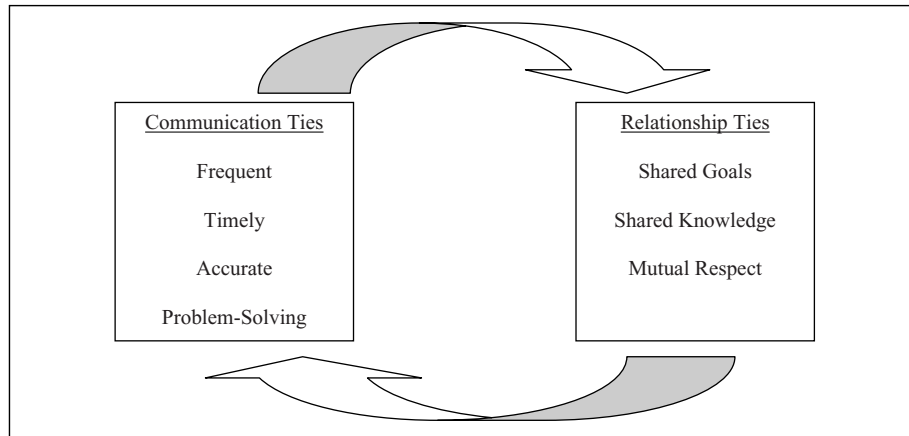 Communication Ties
Frequent
Timely
Accurate
Problem-Solving
Relationship Ties
Shared Goals
Shared Knowledge
Mutual Respect